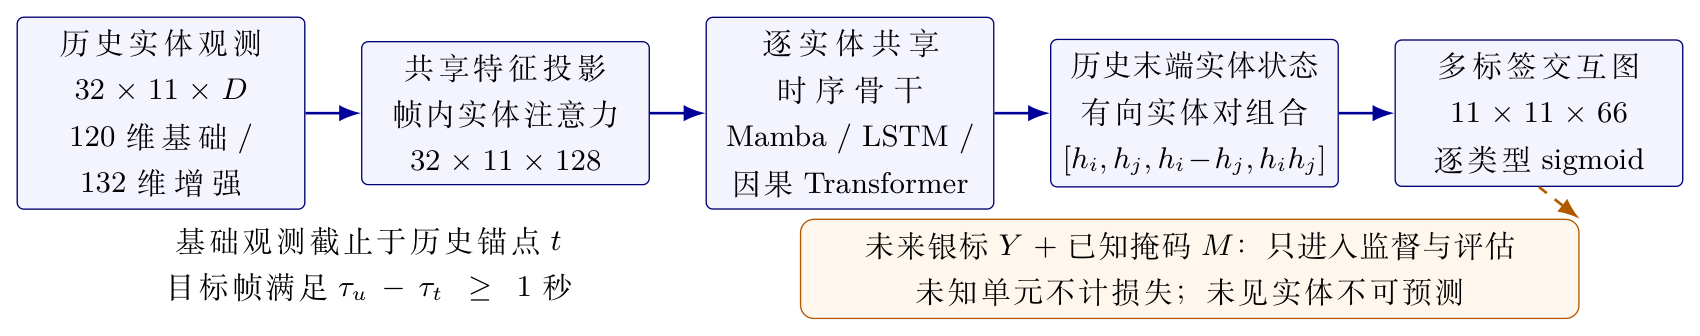 历史实体观测
32 × 11 × D
120 维基础 /
132 维增强
共享特征投影
帧内实体注意力
32 × 11 × 128
逐实体共享
时序骨干
Mamba / LSTM /
因果 Transformer
历史末端实体状态
有向实体对组合
[h_i, h_j, h_i−h_j, h_ih_j]
多标签交互图
11 × 11 × 66
逐类型 sigmoid
基础观测截止于历史锚点 t
目标帧满足 τ_u − τ_t ≥ 1 秒
未来银标 Y + 已知掩码 M：只进入监督与评估
未知单元不计损失；未见实体不可预测